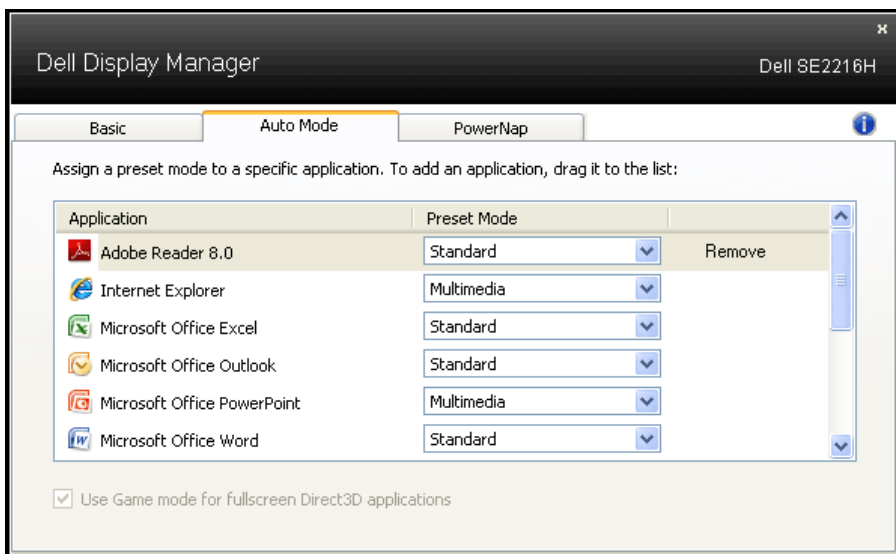 Dell Display Manager
Dell SE2216H
Basic Auto Mode PowerNap
Assign a preset mode to a specific application. To add an application, drag it to the list:
Application Preset Mode
Adobe Reader 8.0 Standard Remove
Internet Explorer Multimedia
Microsoft Office Excel Standard
Microsoft Office Outlook Standard
Microsoft Office PowerPoint Multimedia
Microsoft Office Word Standard
Use Game mode for fullscreen Direct3D applications